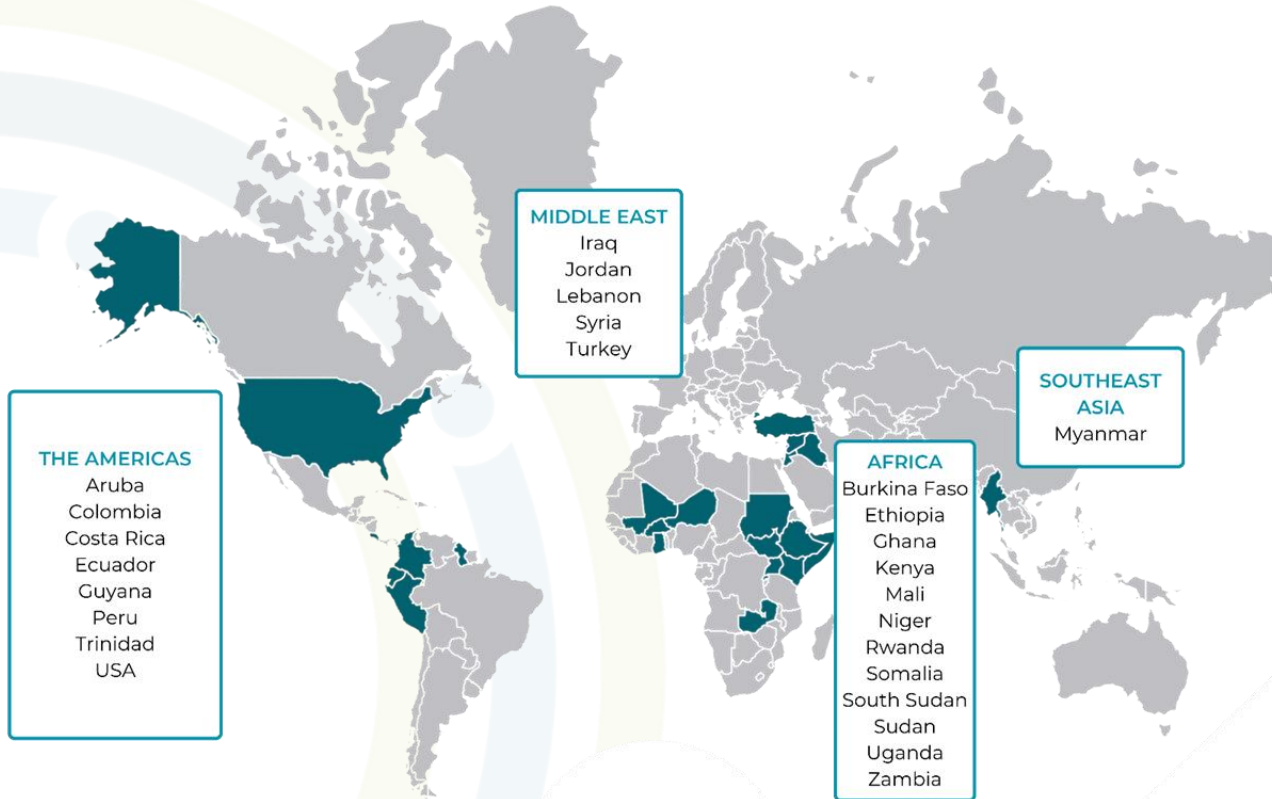 MIDDLE EAST
Iraq
Jordan
Lebanon
Syria
Turkey
SOUTHEAST
ASIA
Myanmar
THE AMERICAS
Aruba
Colombia
Costa Rica
Ecuador
Guyana
Peru
Trinidad
USA
AFRICA
Burkina Faso
Ethiopia
Ghana
Kenya
Mali
Niger
Rwanda
Somalia
South Sudan
Sudan
Uganda
Zambia